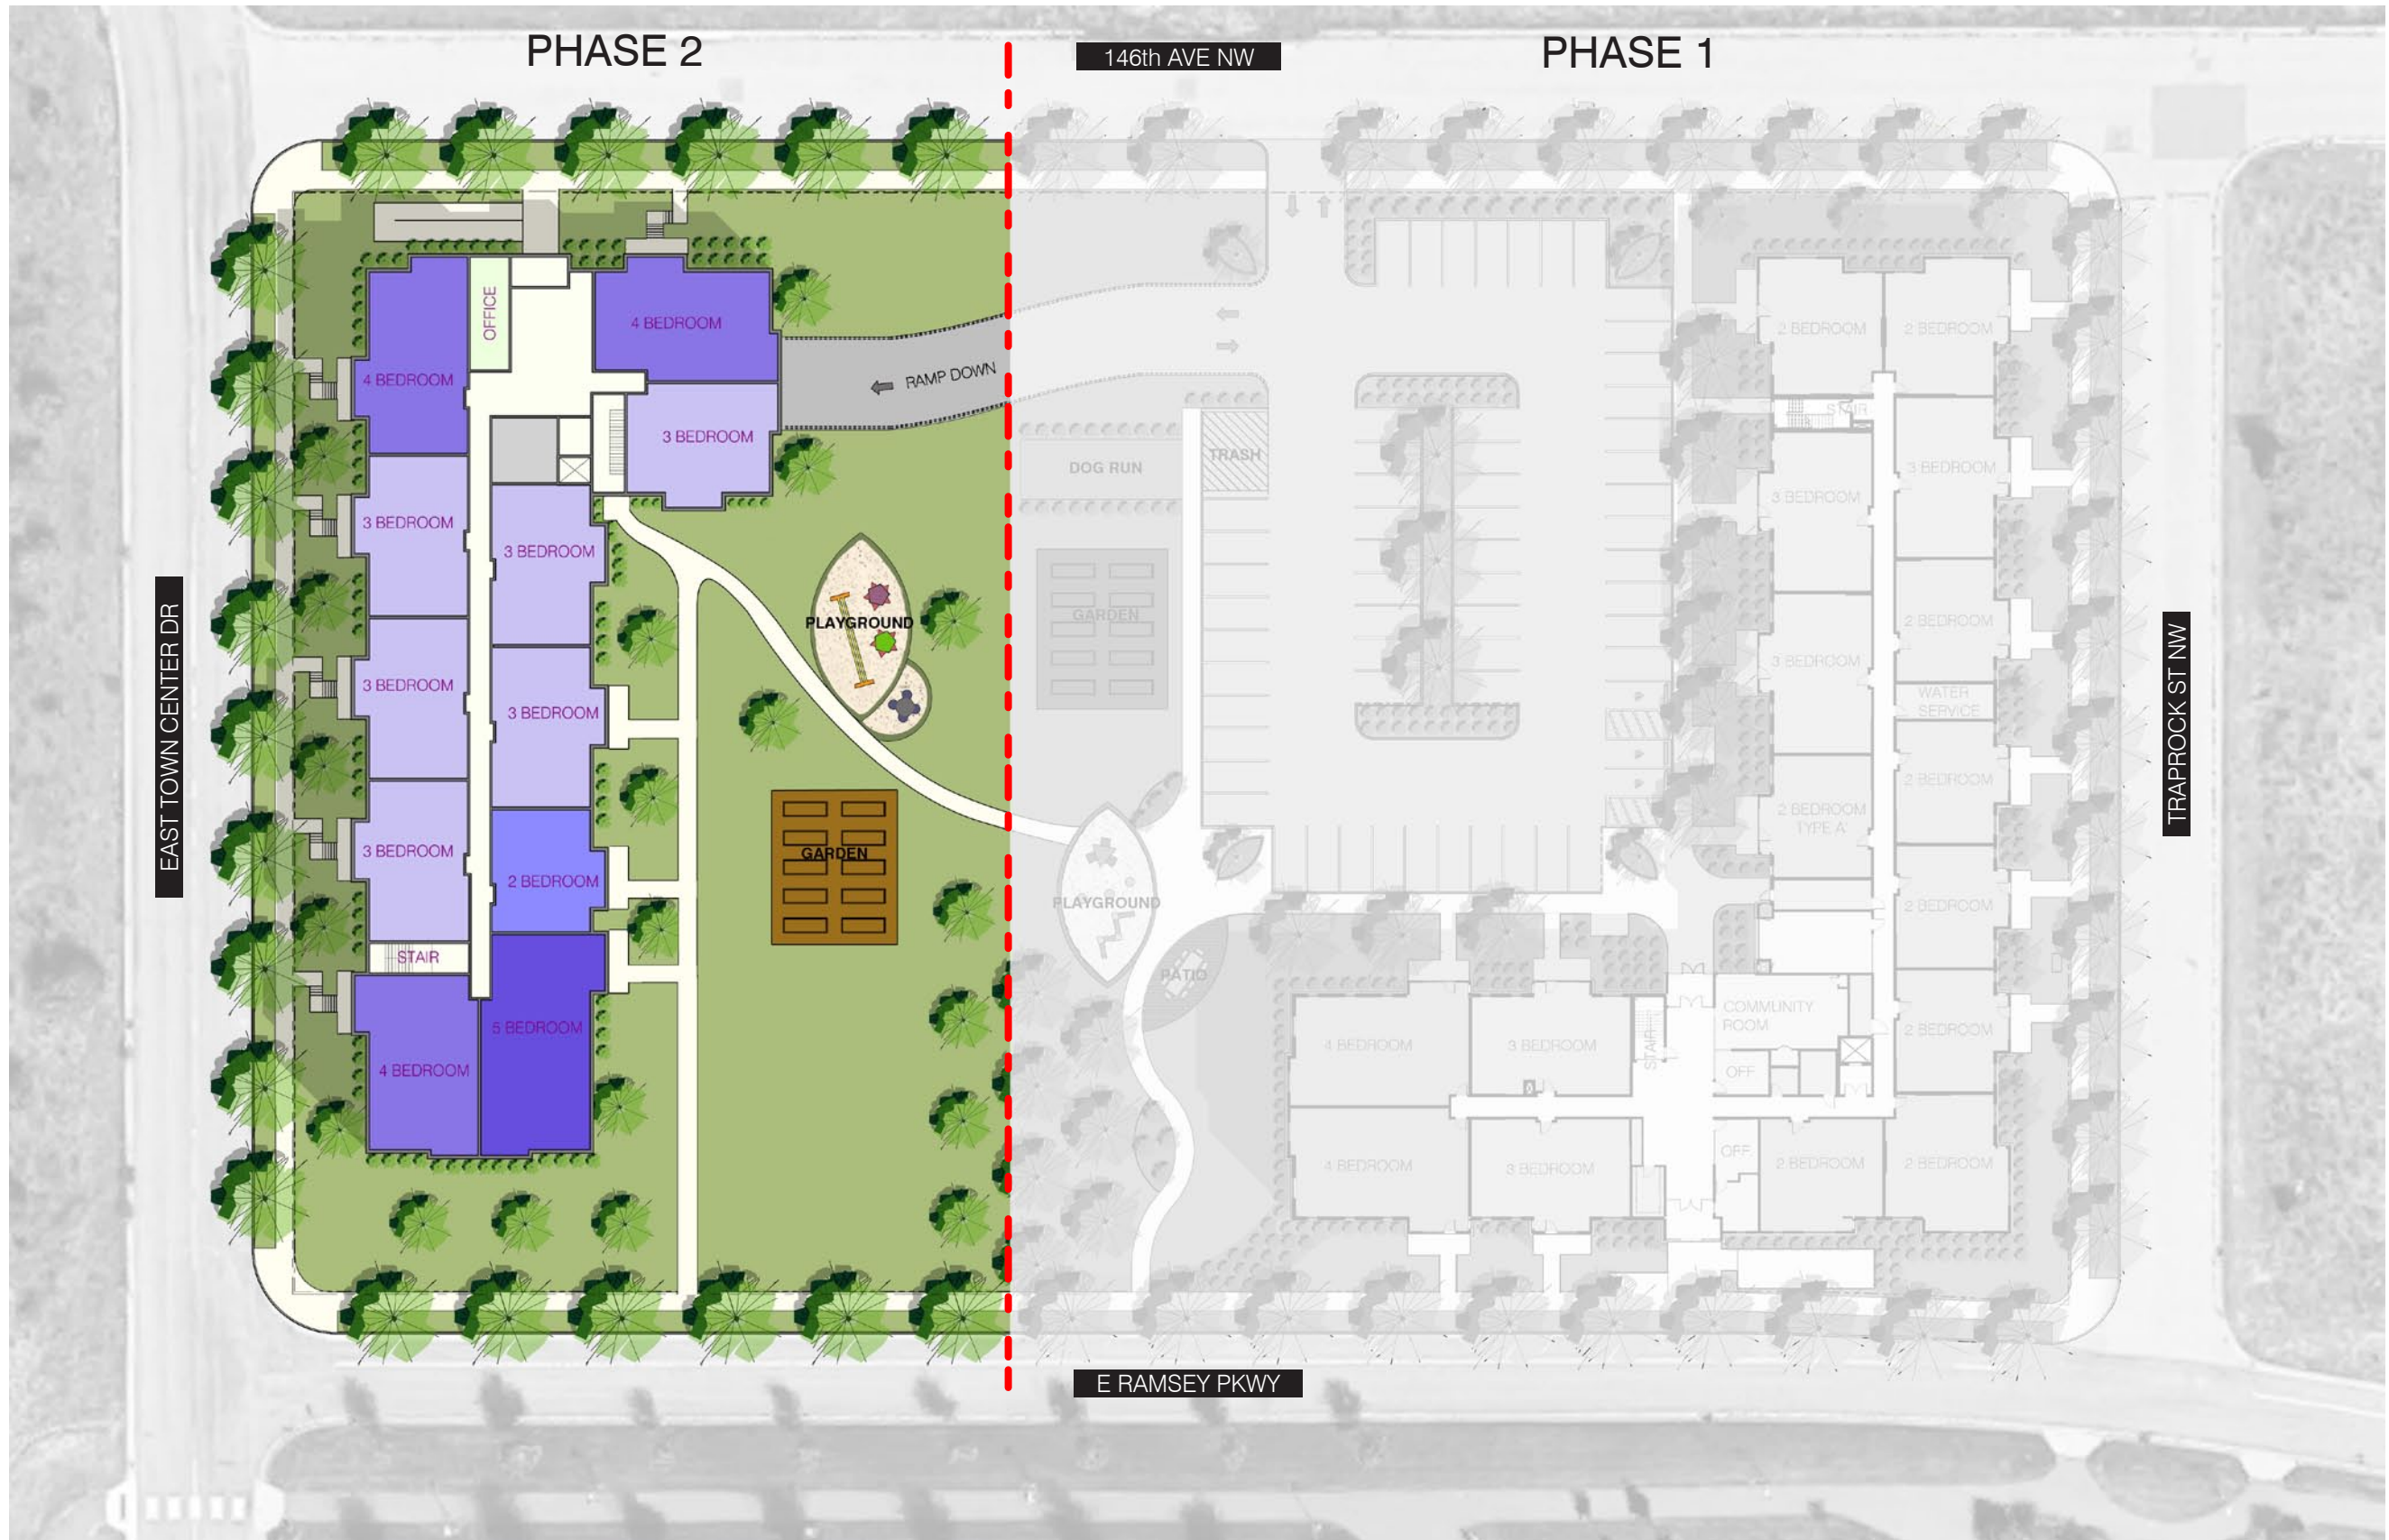 PHASE 2
146th AVE NW
PHASE 1
OFFICE
4 BEDROOM
4 BEDROOM
RAMP DOWN
3 BEDROOM
3 BEDROOM
3 BEDROOM
3 BEDROOM
3 BEDROOM
3 BEDROOM
2 BEDROOM
STAIR
5 BEDROOM
4 BEDROOM
PLAYGROUND
GARDEN
EAST TOWN CENTER DR
DOG RUN
TRASH
GARDEN
PLAYGROUND
PATIO
2 BEDROOM
2 BEDROOM
STAIR
3 BEDROOM
3 BEDROOM
2 BEDROOM
3 BEDROOM
WATER
SERVICE
2 BEDROOM
2 BEDROOM
TYPE 'A'
2 BEDROOM
2 BEDROOM
COMMUNITY
ROOM
4 BEDROOM
3 BEDROOM
STAIR
OFF
4 BEDROOM
3 BEDROOM
OFF.
2 BEDROOM
2 BEDROOM
TRAPROCK ST NW
E RAMSEY PKWY